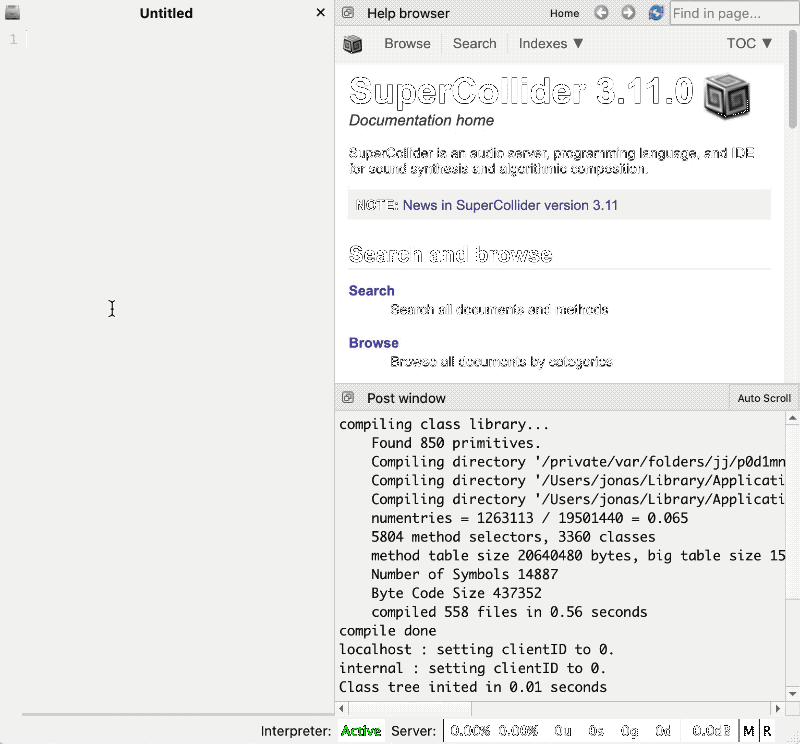 Untitled
1
Help browser
Home
Find in page...
Browse
Search
Indexes ▼
TOC ▼
SuperCollider 3.11.0
Documentation home
SuperCollider is an audio server, programming language, and IDE
for sound synthesis and algorithmic composition.
NOTE: News in SuperCollider version 3.11
Search and browse
Search
Search all documents and methods
Browse
Browse all documents by categories
Post window
Auto Scroll
compiling class library...
Found 850 primitives.
Compiling directory '/private/var/folders/jj/p0d1mn
Compiling directory '/Users/jonas/Library/Applicati
Compiling directory '/Users/jonas/Library/Applicati
numentries = 1263113 / 19501440 = 0.065
5804 method selectors, 3360 classes
method table size 20640480 bytes, big table size 15
Number of Symbols 14887
Byte Code Size 437352
compiled 558 files in 0.56 seconds
compile done
localhost : setting clientID to 0.
internal : setting clientID to 0.
Class tree inited in 0.01 seconds
Interpreter: Active Server: 0.00% 0.00% 0u 0s 0g 0d 0.0dB M R